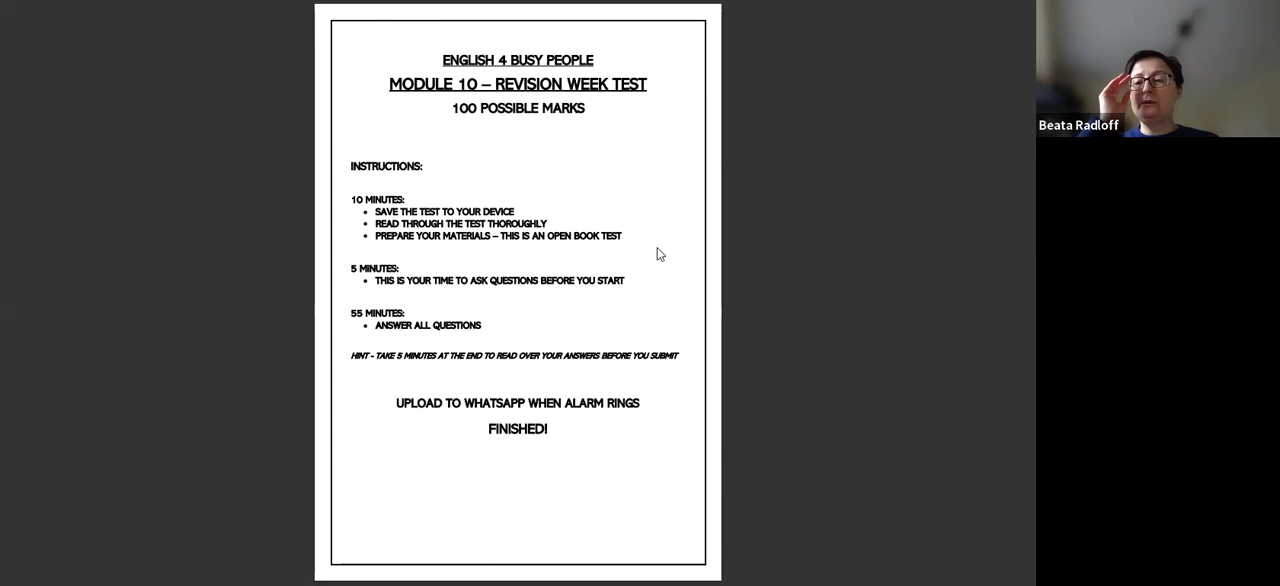 ENGLISH 4 BUSY PEOPLE
MODULE 10 – REVISION WEEK TEST
100 POSSIBLE MARKS
INSTRUCTIONS:
10 MINUTES:
• SAVE THE TEST TO YOUR DEVICE
• READ THROUGH THE TEST THOROUGHLY
• PREPARE YOUR MATERIALS – THIS IS AN OPEN BOOK TEST
5 MINUTES:
• THIS IS YOUR TIME TO ASK QUESTIONS BEFORE YOU START
55 MINUTES:
• ANSWER ALL QUESTIONS
HINT - TAKE 5 MINUTES AT THE END TO READ OVER YOUR ANSWERS BEFORE YOU SUBMIT
UPLOAD TO WHATSAPP WHEN ALARM RINGS
FINISHED!
Beata Radloff